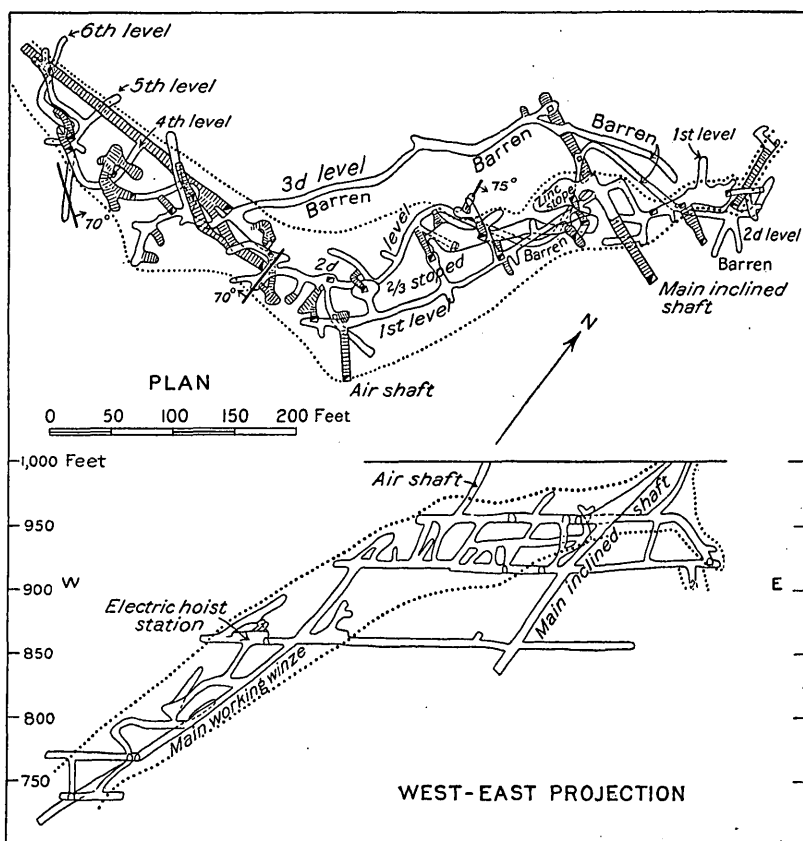 6th level
5th level
4th level
3d level
Barren
Barren
Barren
1st level
Zinc stope
75°
level
2d
2/3 stoped
Barren
1st level
2d level
Barren
70°
70°
Main inclined
shaft
Air shaft
N
PLAN
0 50 100 150 200 Feet
1,000 Feet
Air shaft
shaft
Main inclined
950
900
W
E
Electric hoist
station
850
Main working winze
800
750
WEST-EAST PROJECTION